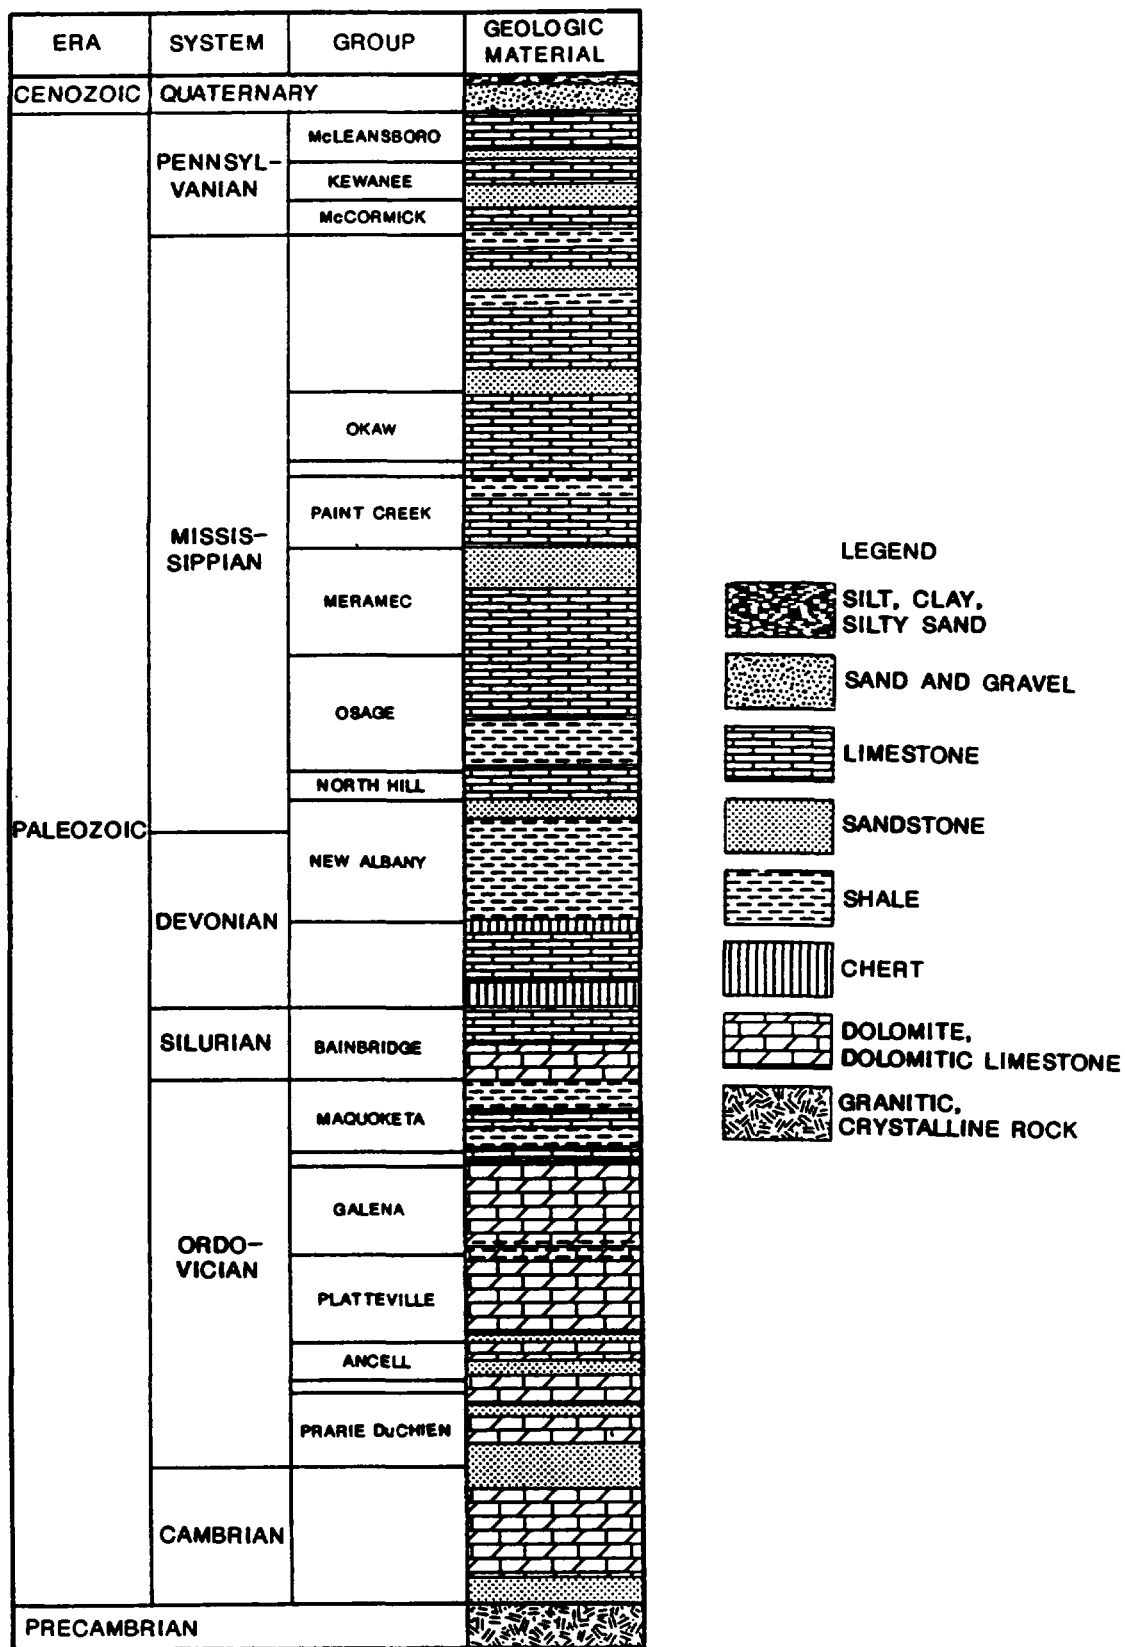 ERA
SYSTEM
GROUP
GEOLOGIC
MATERIAL
CENOZOIC
QUATERNARY
PALEOZOIC
PENNSYL-
VANIAN
McLEANSBORO
KEWANEE
McCORMICK
MISSIS-
SIPPIAN
OKAW
PAINT CREEK
MERAMEC
OSAGE
NORTH HILL
NEW ALBANY
DEVONIAN
SILURIAN
BAINBRIDGE
ORDO-
VICIAN
MAQUOKETA
GALENA
PLATTEVILLE
ANCELL
PRARIE DuCHIEN
CAMBRIAN
PRECAMBRIAN
LEGEND
SILT, CLAY,
SILTY SAND
SAND AND GRAVEL
LIMESTONE
SANDSTONE
SHALE
CHERT
DOLOMITE,
DOLOMITIC LIMESTONE
GRANITIC,
CRYSTALLINE ROCK